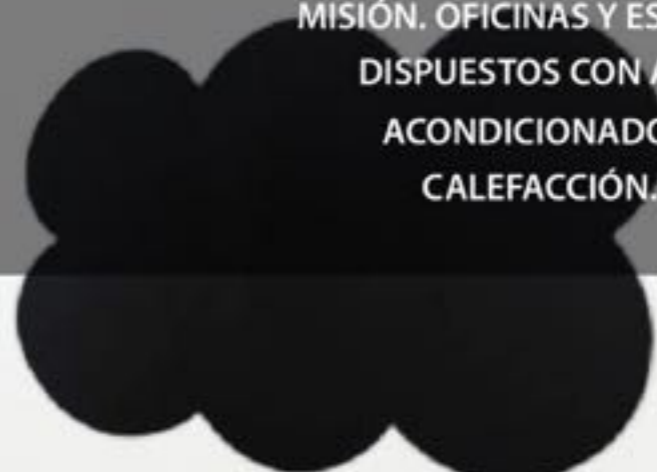 MISIÓN. OFICINAS Y ES
DISPUESTOS CON A
ACONDICIONADO
CALEFACCIÓN.